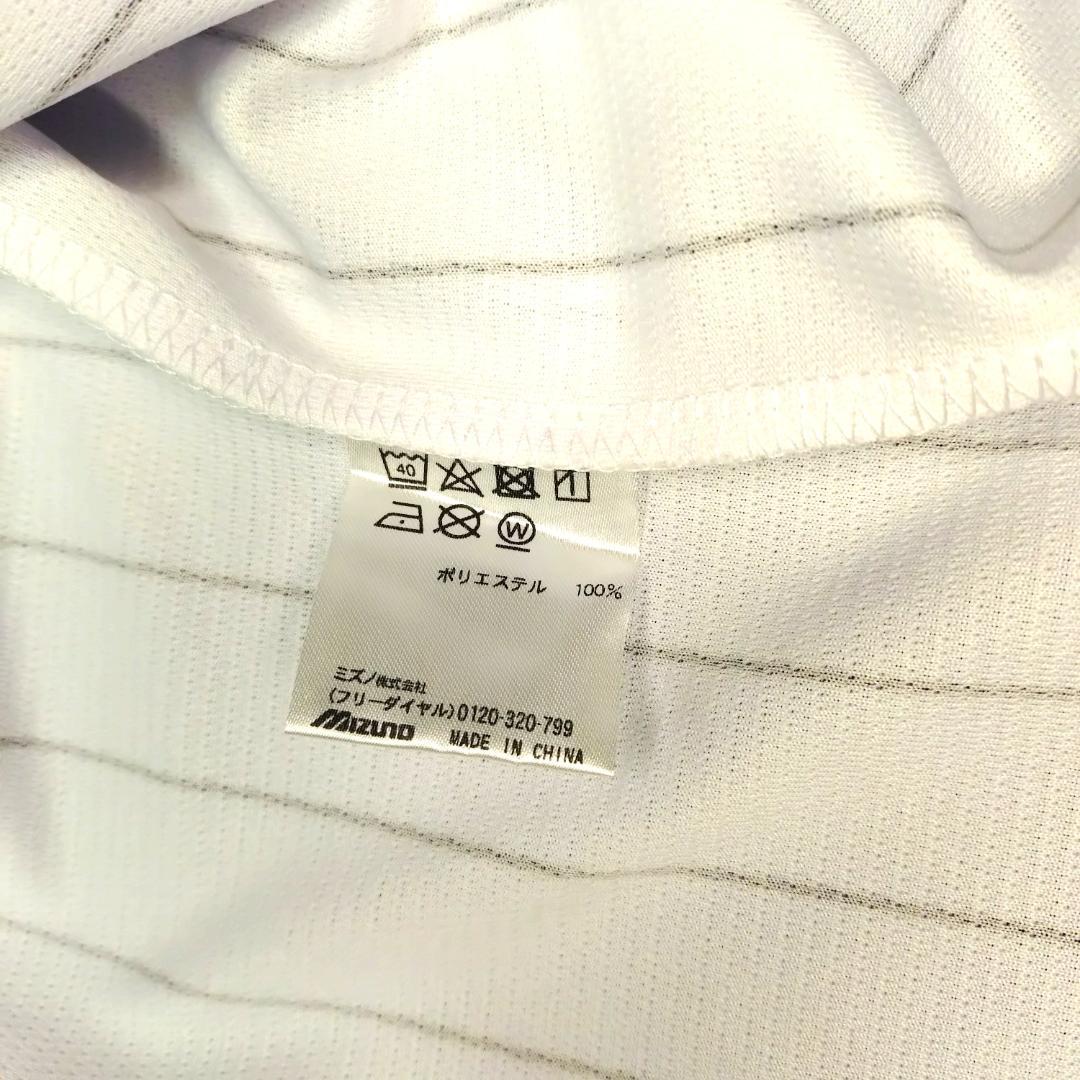 40
W
ポリエステル 100%
ミズノ株式会社
(フリーダイヤル)0120-320-799
MIZUNO MADE IN CHINA